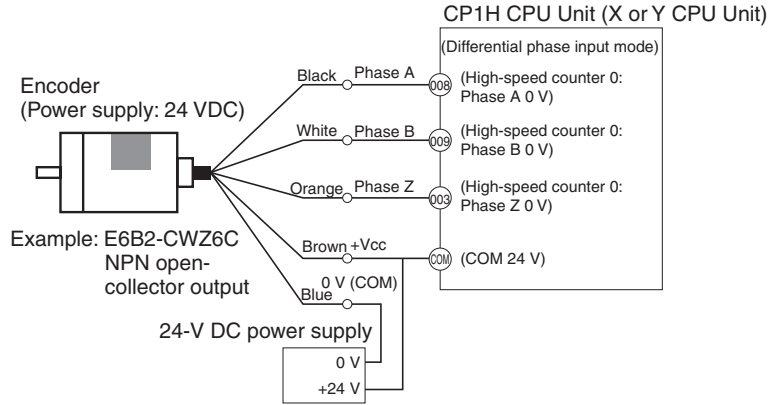 CP1H CPU Unit (X or Y CPU Unit)
(Differential phase input mode)
Encoder
(Power supply: 24 VDC)
Black Phase A 008 (High-speed counter 0:
Phase A 0 V)
White Phase B 009 (High-speed counter 0:
Phase B 0 V)
Orange Phase Z 003 (High-speed counter 0:
Phase Z 0 V)
Example: E6B2-CWZ6C
NPN open-
collector output
Brown +Vcc COM (COM 24 V)
0 V (COM)
Blue
24-V DC power supply
0 V
+24 V